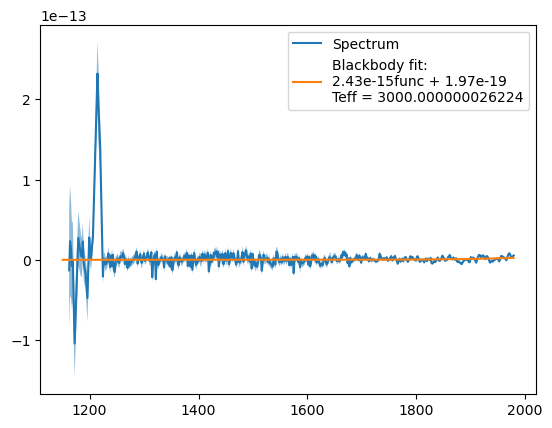 1e−13
Spectrum
Blackbody fit:
2.43e-15func + 1.97e-19
Teff = 3000.000000026224
2
1
0
−1
1200
1400
1600
1800
2000